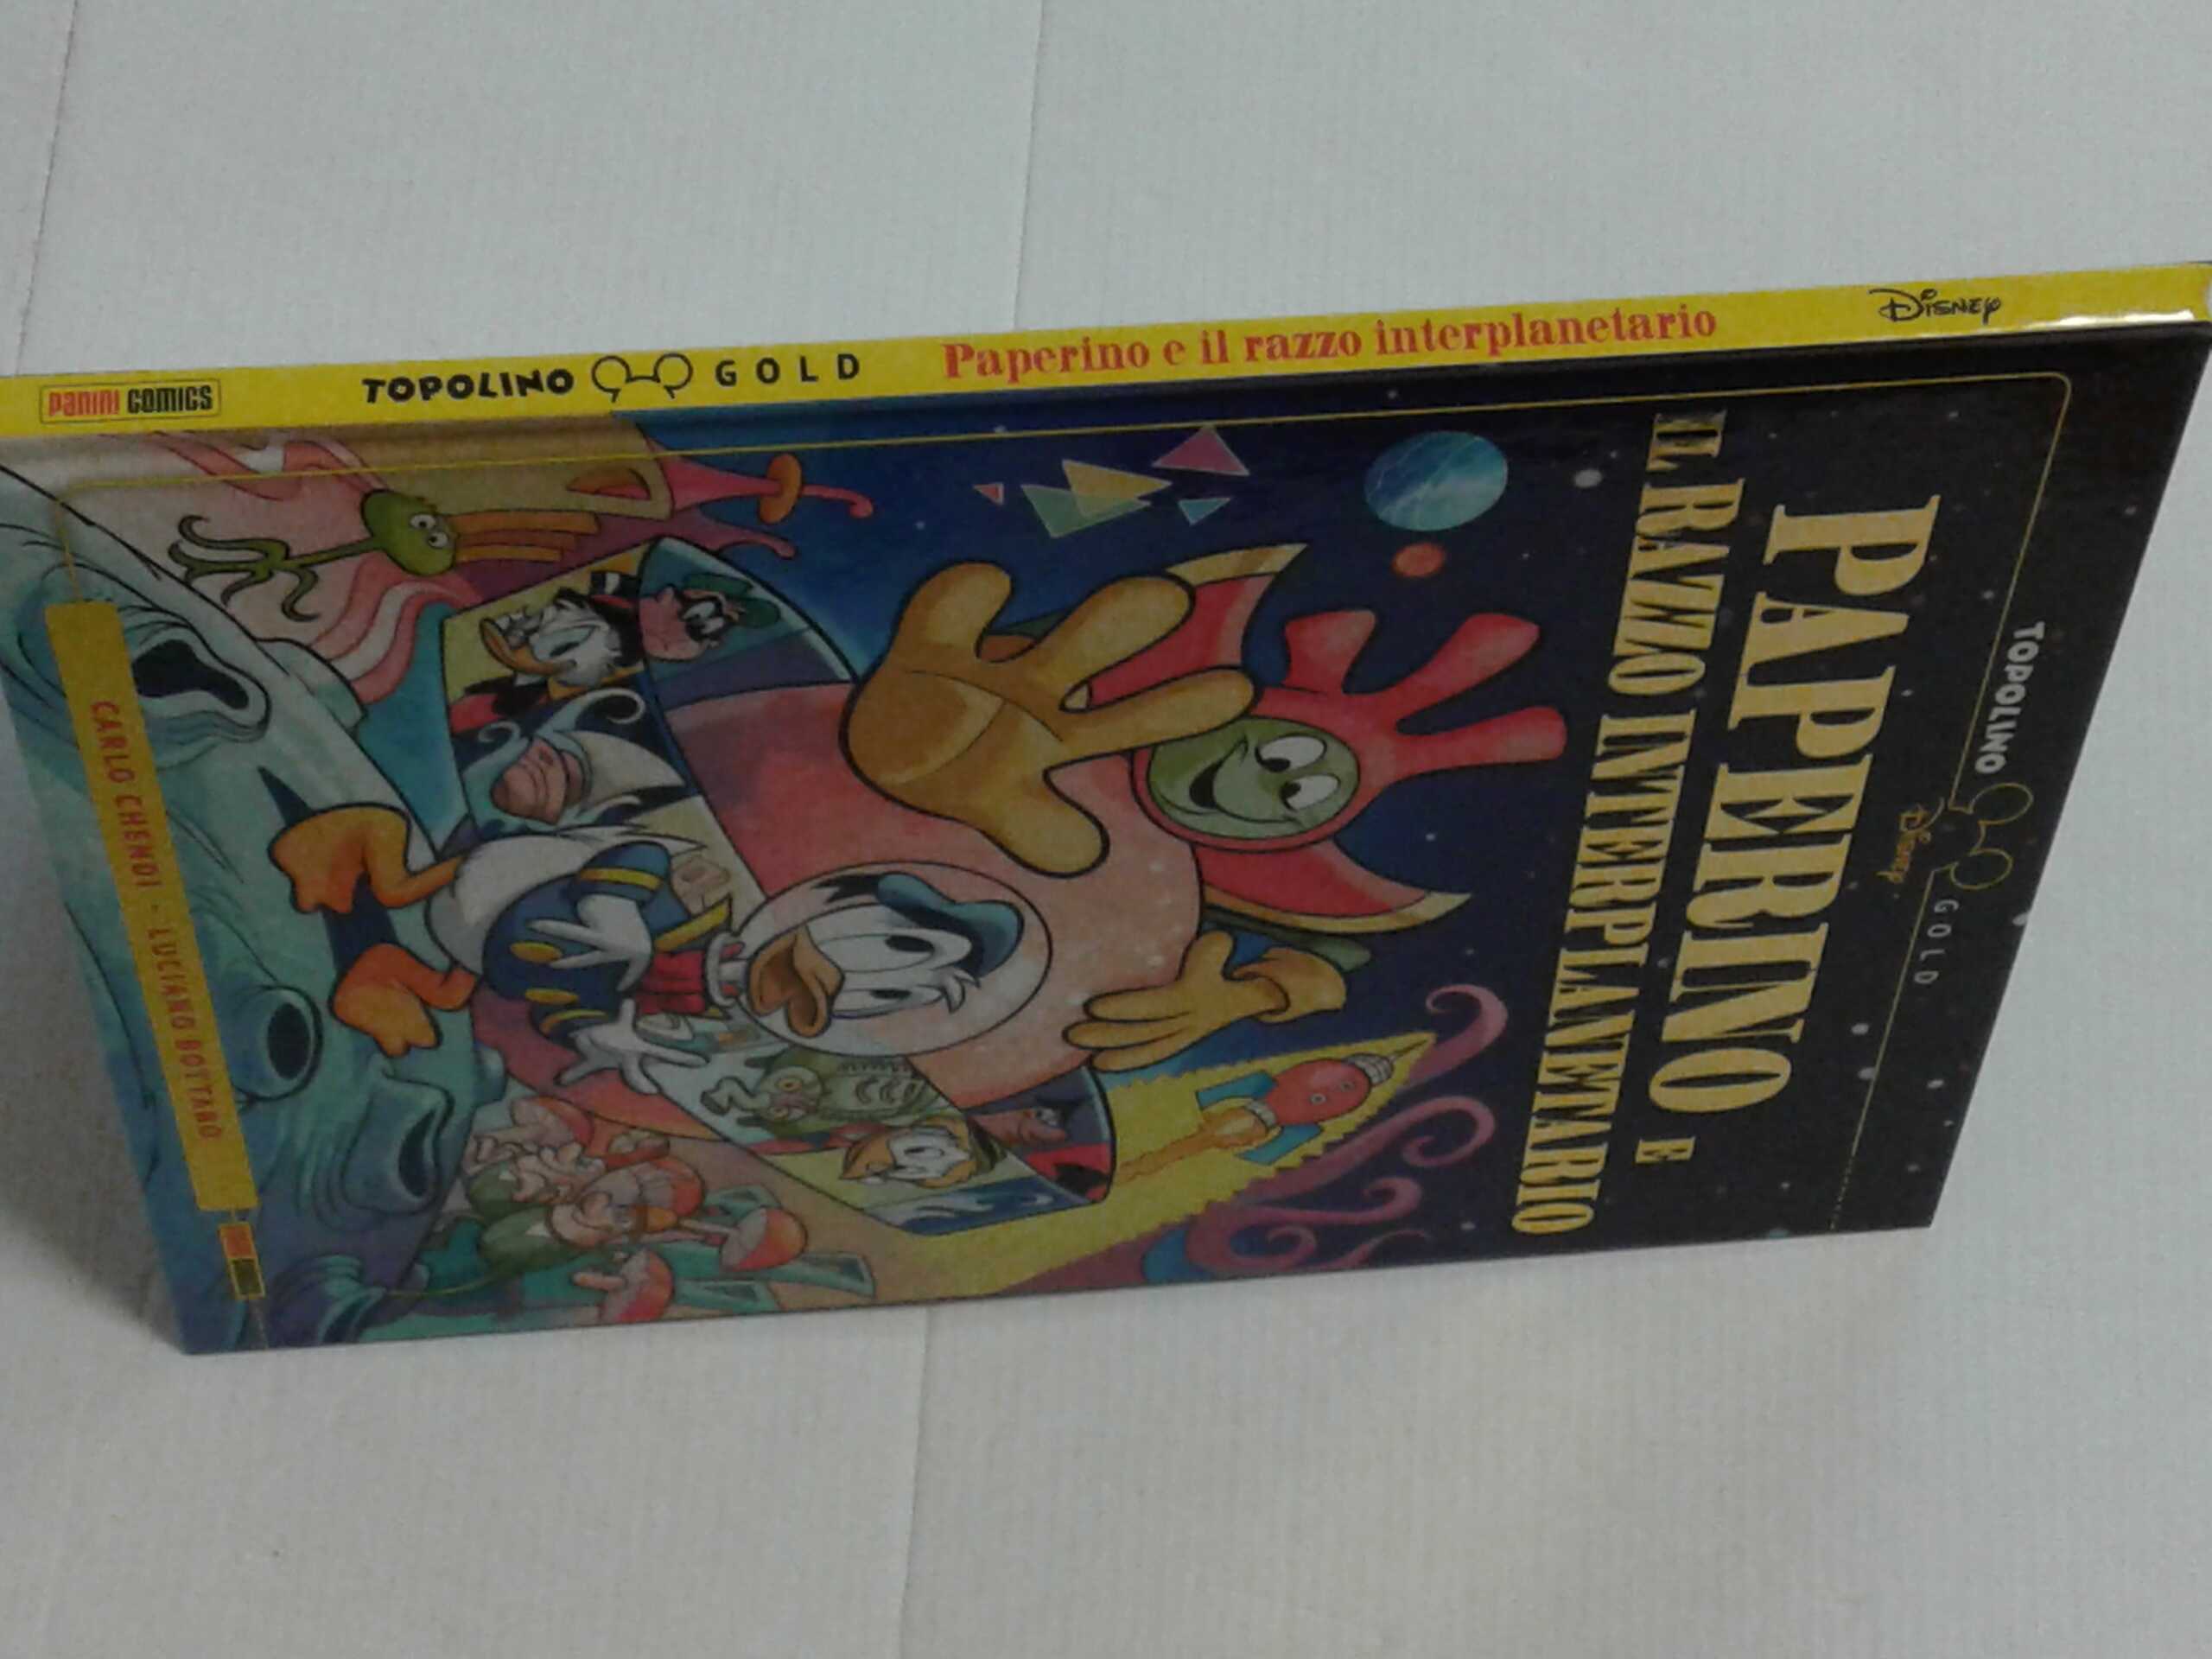 PANINI COMICS
TOPOLINO GOLD
Paperino e il razzo interplanetario
Disney
TOPOLINO GOLD
Disney
PAPERINO E
IL RAZZO INTERPLANETARIO
CARLO CHENDI - LUCIANO BOTTARO